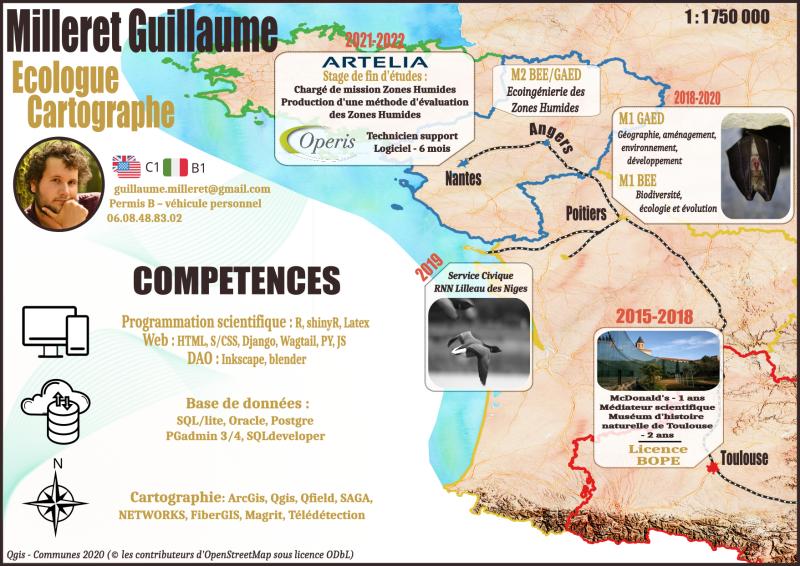 Milleret Guillaume
Ecologue
Cartographe
C1 B1
guillaume.milleret@gmail.com
Permis B – véhicule personnel
06.08.48.83.02
COMPETENCES
Programmation scientifique : R, shinyR, Latex
Web : HTML, S/CSS, Django, Wagtail, PY, JS
DAO : Inkscape, blender
Base de données :
SQL/lite, Oracle, Postgre
PGadmin 3/4, SQLdeveloper
N
Cartographie: ArcGis, Qgis, Qfield, SAGA,
NETWORKS, FiberGIS, Magrit, Télédétection
Qgis - Communes 2020 (© les contributeurs d'OpenStreetMap sous licence ODbL)
1 : 1 750 000
2021-2022
ARTELIA
Stage de fin d'études :
Chargé de mission Zones Humides
Production d'une méthode d'évaluation
des Zones Humides
Operis
Technicien support
Logiciel - 6 mois
M2 BEE/GAED
Ecoingénierie des
Zones Humides
2018-2020
M1 GAED
Géographie, aménagement,
environnement,
développement
M1 BEE
Biodiversité,
écologie et évolution
Angers
Nantes
Poitiers
2019
Service Civique
RNN Lilleau des Niges
2015-2018
McDonald's - 1 ans
Médiateur scientifique
Muséum d'histoire
naturelle de Toulouse
- 2 ans
Licence
BOPE
Toulouse